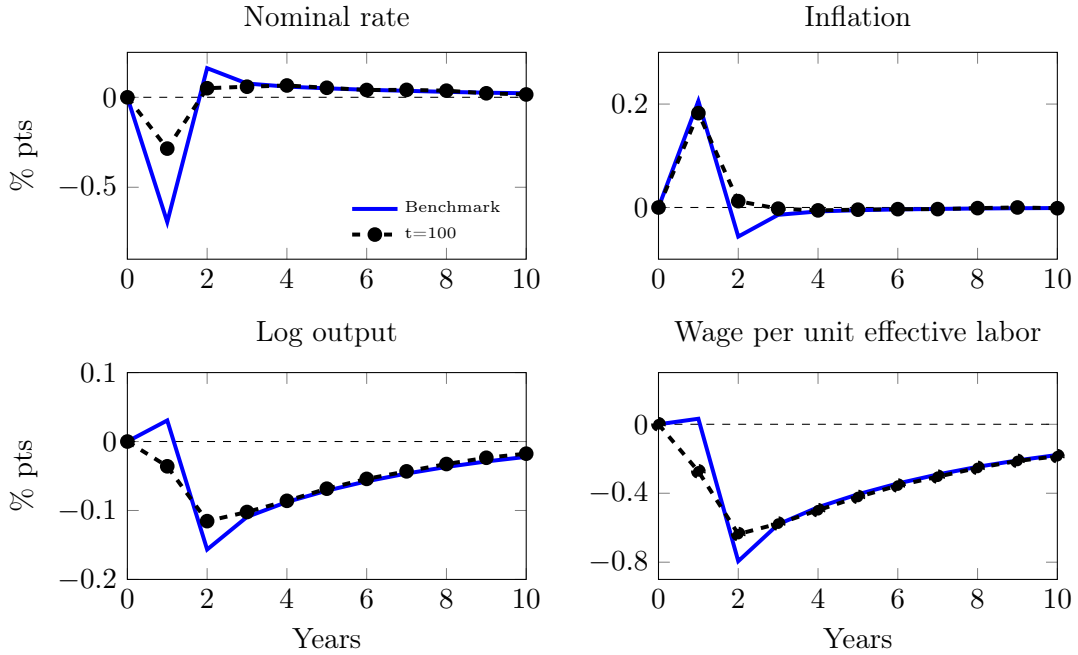 Nominal rate
% pts
0
−0.5
Benchmark
t=100
0 2 4 6 8 10
Inflation
0.2
0
0 2 4 6 8 10
Log output
% pts
0.1
0
−0.1
−0.2
0 2 4 6 8 10
Years
Wage per unit effective labor
0
−0.4
−0.8
0 2 4 6 8 10
Years